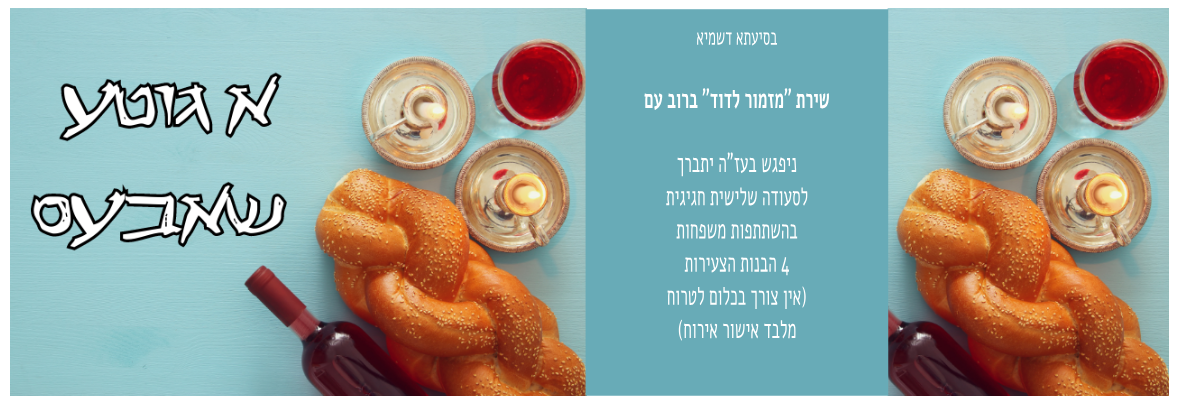 א גוטע
שאבעס
בסיעתא דשמיא
שירת "מזמור לדוד" ברוב עם
ניפגש בעז"ה יתברך
לסעודה שלישית חגיגית
בהשתתפות משפחות
4 הבנות הצעירות
(אין צורך בכלום לטרוח
מלבד אישור אירוח)